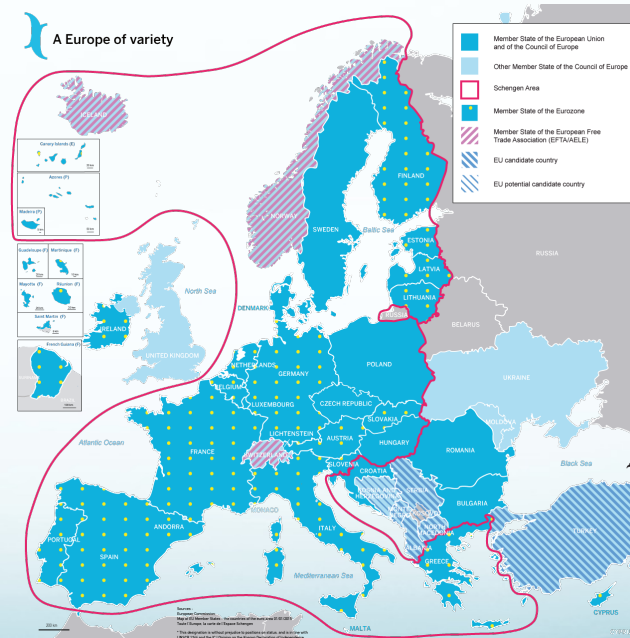 A Europe of variety
Member State of the European Union
and of the Council of Europe
Other Member State of the Council of Europe
Schengen Area
Member State of the Eurozone
Member State of the European Free
Trade Association (EFTA/AELE)
EU candidate country
EU potential candidate country
ICELAND
Canary Islands (E)
Azores (P)
Madeira (P)
Guadeloupe (F)
Martinique (F)
Mayotte (F)
Réunion (F)
Saint Martin (F)
French Guiana (F)
NORWAY
SWEDEN
FINLAND
Baltic Sea
ESTONIA
LATVIA
LITHUANIA
RUSSIA
RUSSIA
BELARUS
North Sea
DENMARK
IRELAND
UNITED KINGDOM
NETHERLANDS
BELGIUM
LUXEMBOURG
GERMANY
POLAND
UKRAINE
CZECH REPUBLIC
SLOVAKIA
LICHTENSTEIN
AUSTRIA
HUNGARY
MOLDOVA
ROMANIA
Atlantic Ocean
FRANCE
SWITZERLAND
SLOVENIA
CROATIA
SERBIA
Black Sea
BULGARIA
MONACO
ITALY
NORTH
MACEDONIA
ALBANIA
ANDORRA
PORTUGAL
SPAIN
GREECE
TURKEY
Mediterranean Sea
MALTA
CYPRUS
Sources :
European Commission